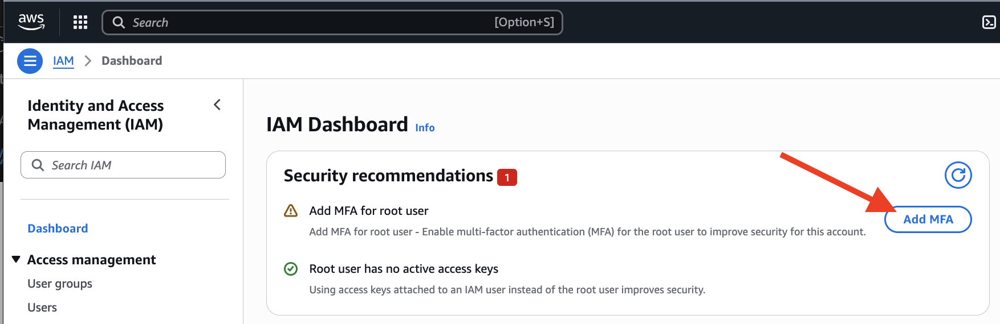 aws
Search
[Option+S]
IAM
Dashboard
Identity and Access
Management (IAM)
Search IAM
Dashboard
Access management
User groups
Users
IAM Dashboard Info
Security recommendations 1
Add MFA for root user
Add MFA for root user - Enable multi-factor authentication (MFA) for the root user to improve security for this account.
Add MFA
Root user has no active access keys
Using access keys attached to an IAM user instead of the root user improves security.